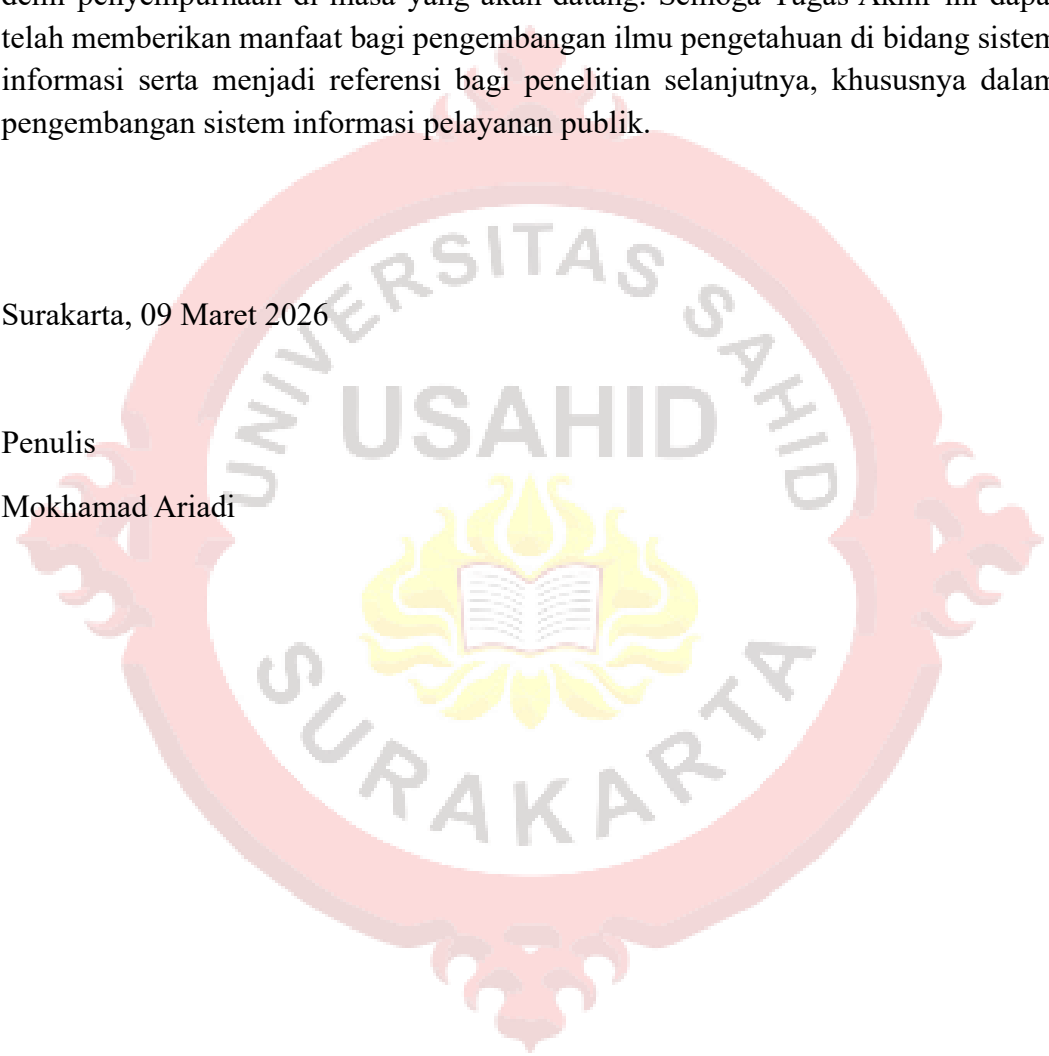 demi penyempurnaan di masa yang akan datang. Semoga Tugas Akhir ini dapat
telah memberikan manfaat bagi pengembangan ilmu pengetahuan di bidang sistem
informasi serta menjadi referensi bagi penelitian selanjutnya, khususnya dalam
pengembangan sistem informasi pelayanan publik.
UNIVERSITAS SAHID
Surakarta, 09 Maret 2026
USAHID
Penulis
Mokhamad Ariadi
SURAKARTA